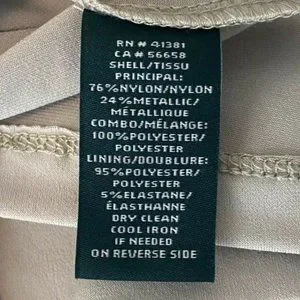 RN # 41381
CA # 56658
SHELL/TISSU
PRINCIPAL:
76%NYLON/NYLON
24%METALLIC/
MÉTALLIQUE
COMBO/MÉLANGE:
100%POLYESTER/
POLYESTER
LINING/DOUBLURE:
95%POLYESTER/
POLYESTER
5%ELASTANE/
ÉLASTHANNE
DRY CLEAN
COOL IRON
IF NEEDED
ON REVERSE SIDE